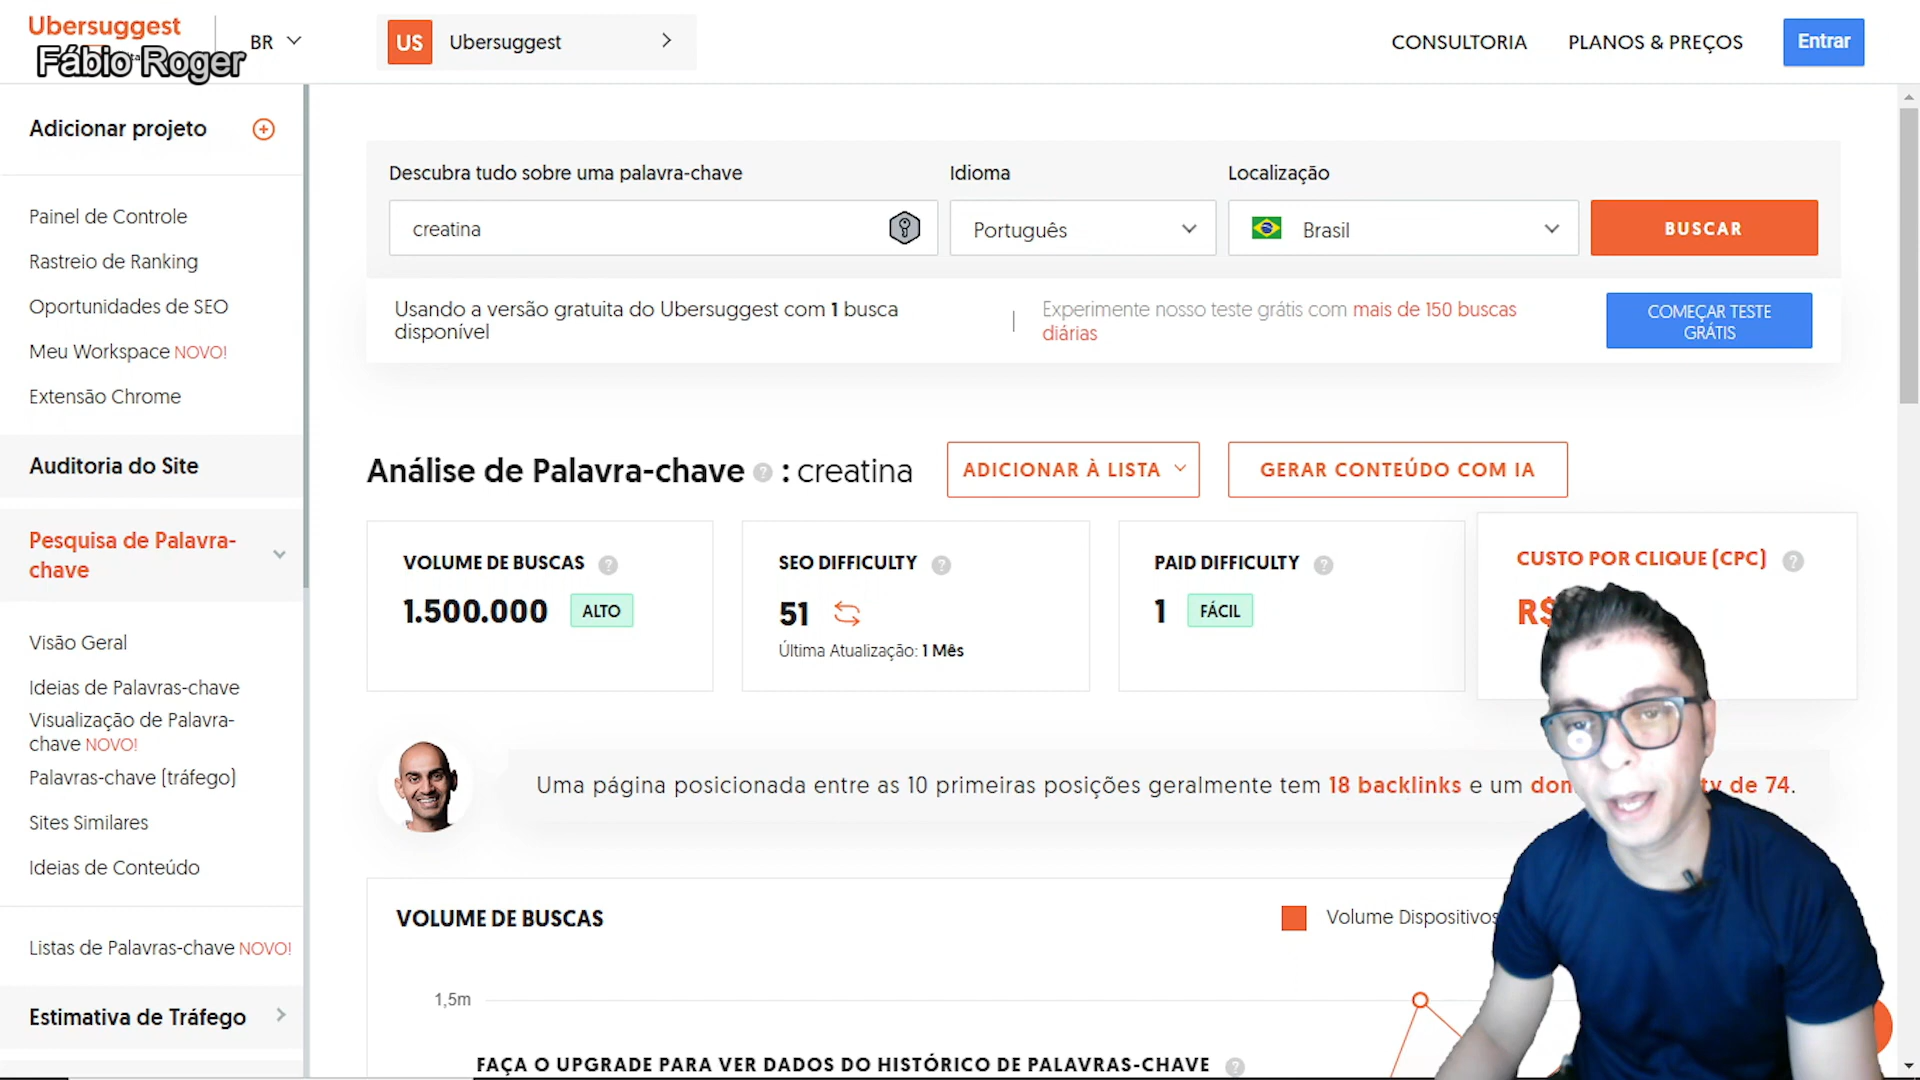 Ubersuggest
Fábio Roger
BR
US Ubersuggest
CONSULTORIA
PLANOS & PREÇOS
Entrar
Adicionar projeto
Painel de Controle
Rastreio de Ranking
Oportunidades de SEO
Meu Workspace NOVO!
Extensão Chrome
Auditoria do Site
Pesquisa de Palavra-
chave
Visão Geral
Ideias de Palavras-chave
Visualização de Palavra-
chave NOVO!
Palavras-chave (tráfego)
Sites Similares
Ideias de Conteúdo
Listas de Palavras-chave NOVO!
Estimativa de Tráfego
Descubra tudo sobre uma palavra-chave
Idioma
Localização
creatina
Português
Brasil
BUSCAR
Usando a versão gratuita do Ubersuggest com 1 busca
disponível
Experimente nosso teste grátis com mais de 150 buscas
diárias
COMEÇAR TESTE
GRÁTIS
Análise de Palavra-chave ? : creatina
ADICIONAR À LISTA
GERAR CONTEÚDO COM IA
VOLUME DE BUSCAS ?
1.500.000 ALTO
SEO DIFFICULTY ?
51
Última Atualização: 1 Mês
PAID DIFFICULTY ?
1 FÁCIL
CUSTO POR CLIQUE (CPC) ?
R$
Uma página posicionada entre as 10 primeiras posições geralmente tem 18 backlinks e um de 74.
VOLUME DE BUSCAS
Volume Dispositivos
1,5m
FAÇA O UPGRADE PARA VER DADOS DO HISTÓRICO DE PALAVRAS-CHAVE ?